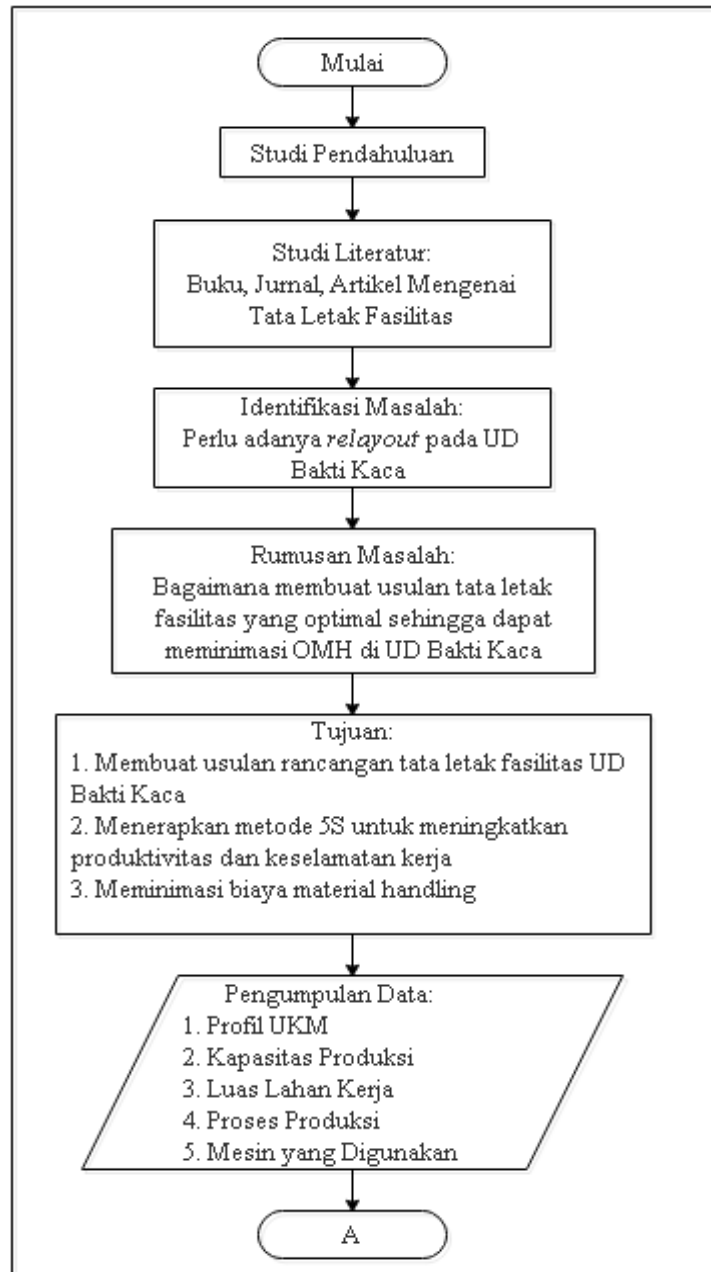 Mulai
Studi Pendahuluan
Studi Literatur:
Buku, Jurnal, Artikel Mengenai
Tata Letak Fasilitas
Identifikasi Masalah:
Perlu adanya relayout pada UD
Bakti Kaca
Rumusan Masalah:
Bagaimana membuat usulan tata letak
fasilitas yang optimal sehingga dapat
meminimasi OMH di UD Bakti Kaca
Tujuan:
1. Membuat usulan rancangan tata letak fasilitas UD
Bakti Kaca
2. Menerapkan metode 5S untuk meningkatkan
produktivitas dan keselamatan kerja
3. Meminimasi biaya material handling
Pengumpulan Data:
1. Profil UKM
2. Kapasitas Produksi
3. Luas Lahan Kerja
4. Proses Produksi
5. Mesin yang Digunakan
A